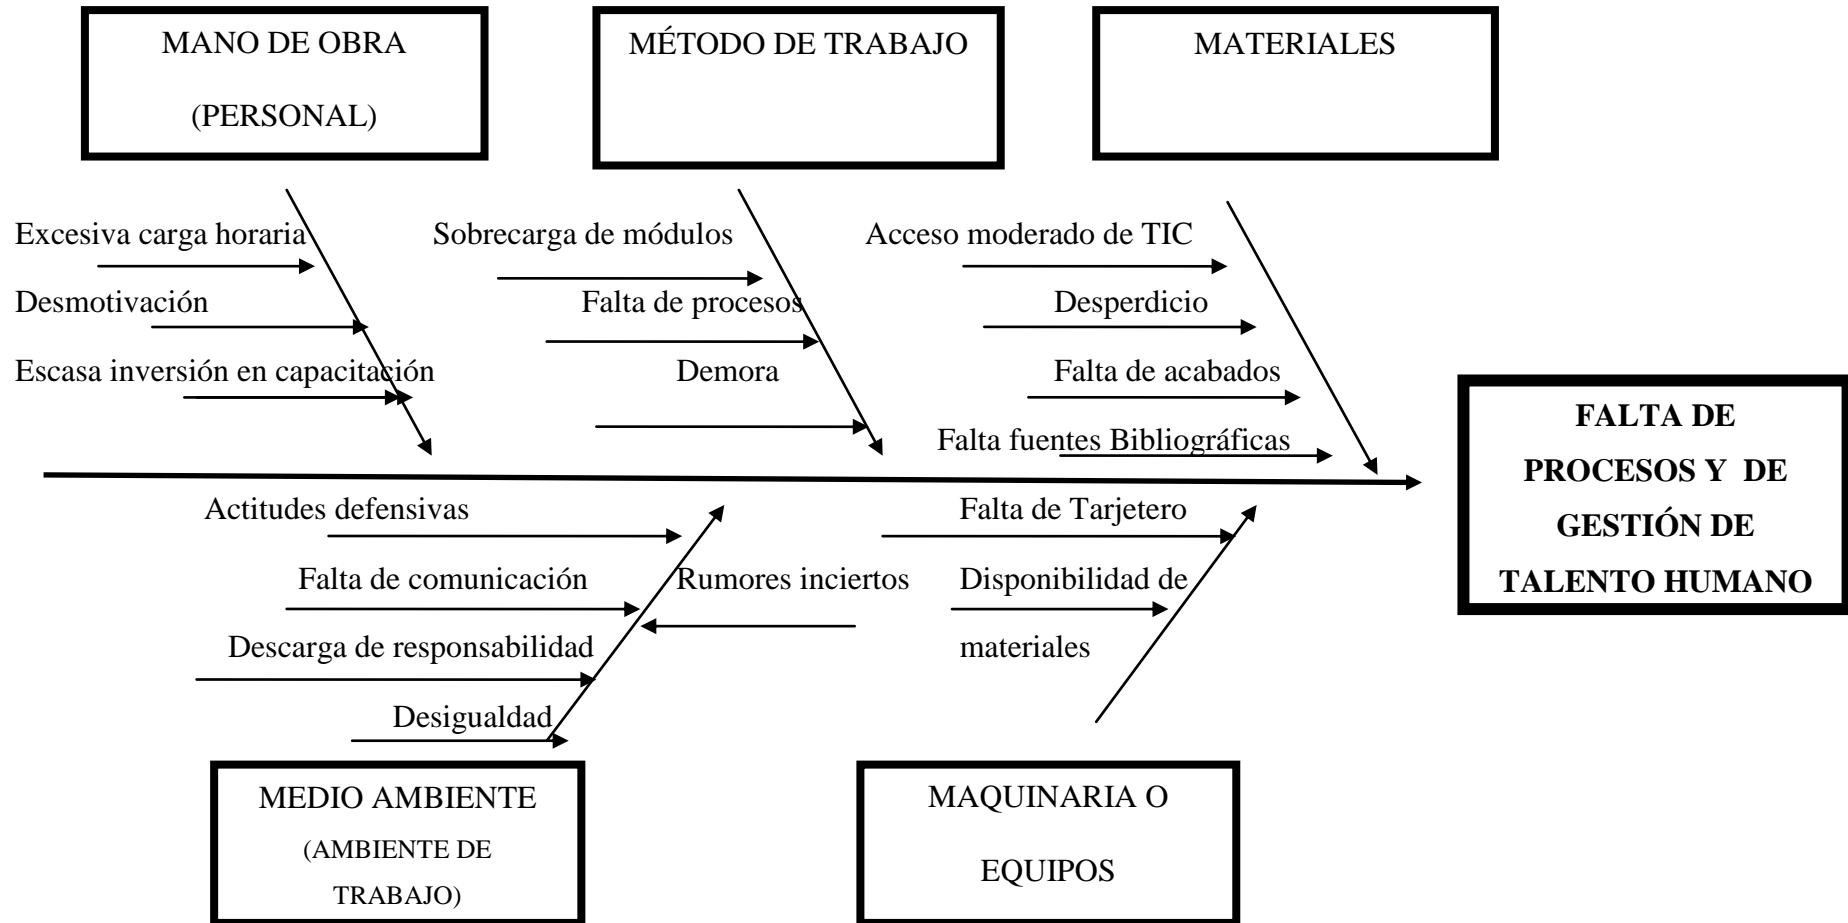 MANO DE OBRA
(PERSONAL)
MÉTODO DE TRABAJO
MATERIALES
Excesiva carga horaria
Desmotivación
Escasa inversión en capacitación
Sobrecarga de módulos
Falta de procesos
Demora
Acceso moderado de TIC
Desperdicio
Falta de acabados
Falta fuentes Bibliográficas
FALTA DE
PROCESOS Y DE
GESTIÓN DE
TALENTO HUMANO
Actitudes defensivas
Falta de comunicación
Rumores inciertos
Descarga de responsabilidad
Desigualdad
Falta de Tarjetero
Disponibilidad de
materiales
MEDIO AMBIENTE
(AMBIENTE DE
TRABAJO)
MAQUINARIA O
EQUIPOS